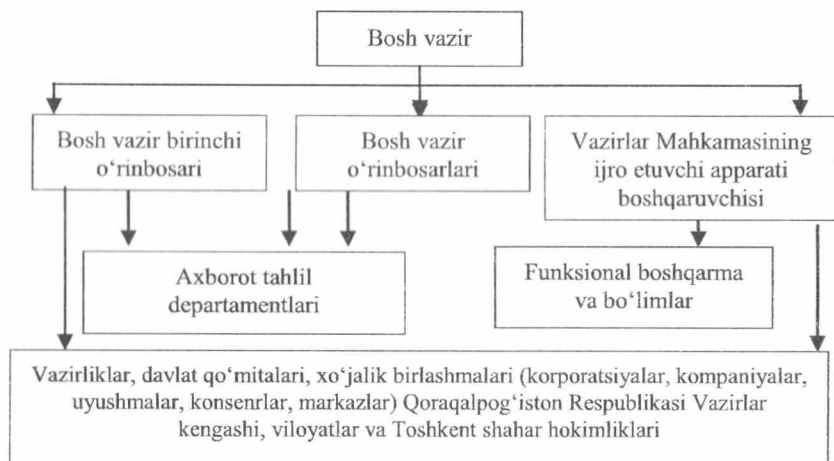 Bosh vazir
Bosh vazir birinchi
o‘rinbosari
Bosh vazir
o‘rinbosarlari
Vazirlar Mahkamasining
ijro etuvchi apparati
boshqaruvchisi
Axborot tahlil
departamentlari
Funksional boshqarma
va bo‘limlar
Vazirliklar, davlat qo‘mitalari, xo‘jalik birlashmalari (korporatsiyalar, kompaniyalar,
uyushmalar, konsenrlar, markazlar) Qoraqalpog‘iston Respublikasi Vazirlar
kengashi, viloyatlar va Toshkent shahar hokimliklari